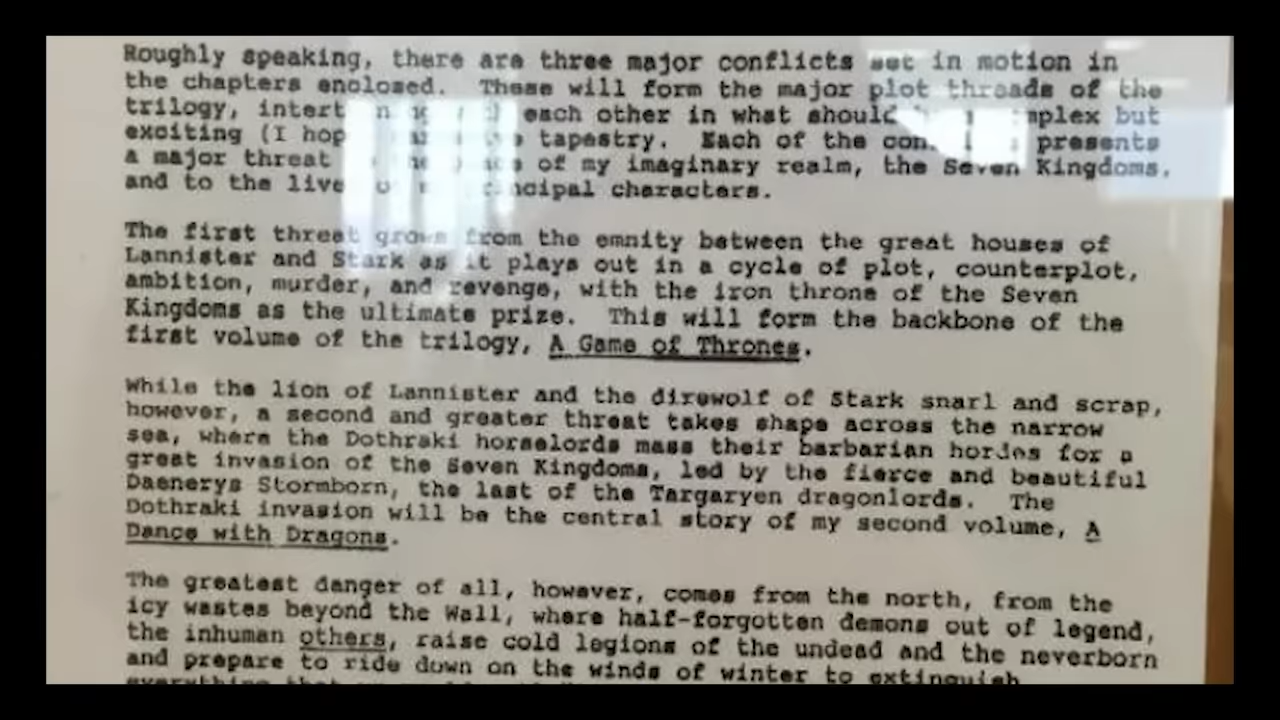 Roughly speaking, there are three major conflicts set in motion in
the chapters enclosed. These will form the major plot threads of the
trilogy, each other in what should but
exciting (I tapestry. Each of the presents
a major threat of my imaginary realm, the Seven Kingdoms,
and to the characters.
The first threat grows from the emnity between the great houses of
Lannister and Stark as it plays out in a cycle of plot, counterplot,
ambition, murder, and revenge, with the iron throne of the Seven
Kingdoms as the ultimate prize. This will form the backbone of the
first volume of the trilogy, A Game of Thrones.
While the lion of Lannister and the direwolf of Stark snarl and scrap,
however, a second and greater threat takes shape across the narrow
sea, where the Dothraki horselords mass their barbarian hordes for a
great invasion of the Seven Kingdoms, led by the fierce and beautiful
Daenerys Stormborn, the last of the Targaryen dragonlords. The
Dothraki invasion will be the central story of my second volume, A
Dance with Dragons.
The greatest danger of all, however, comes from the north, from the
icy wastes beyond the Wall, where half-forgotten demons out of legend,
the inhuman others, raise cold legions of the undead and the neverborn
and prepare to ride down on the winds of winter to extinguish